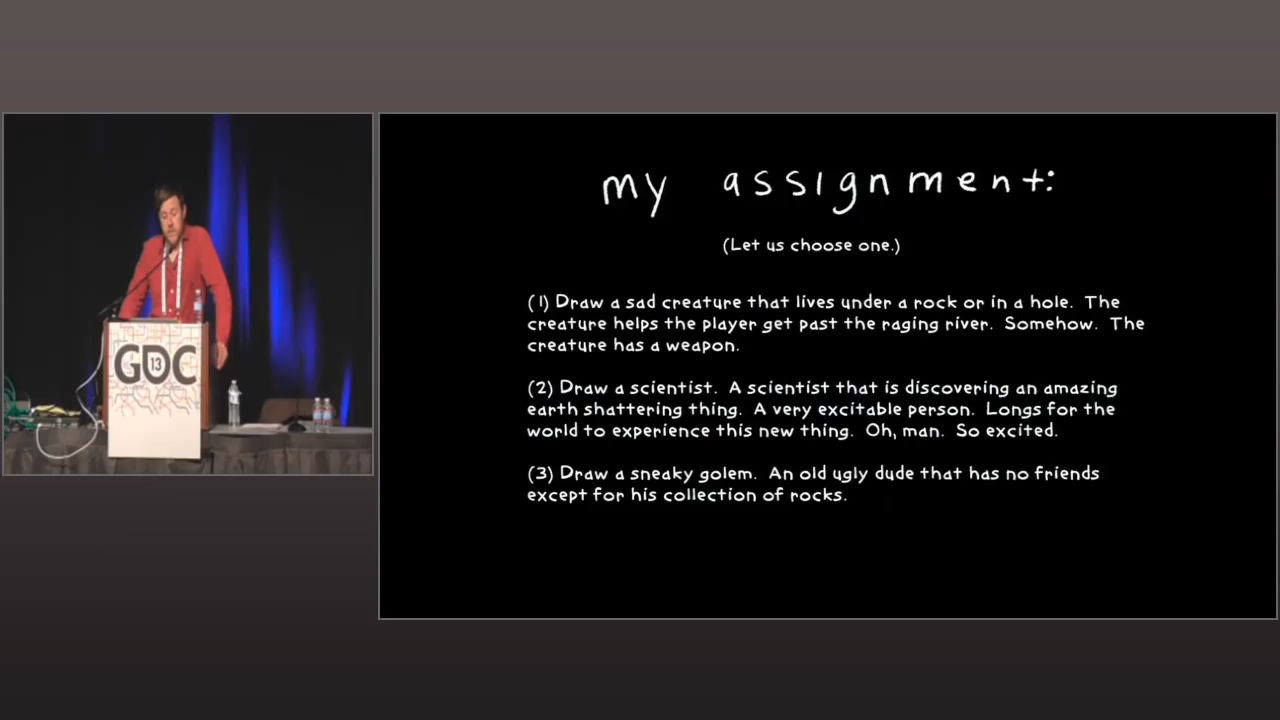 GDC
13
my assignment:
(Let us choose one.)
(1) Draw a sad creature that lives under a rock or in a hole. The
creature helps the player get past the raging river. Somehow. The
creature has a weapon.
(2) Draw a scientist. A scientist that is discovering an amazing
earth shattering thing. A very excitable person. Longs for the
world to experience this new thing. Oh, man. So excited.
(3) Draw a sneaky golem. An old ugly dude that has no friends
except for his collection of rocks.